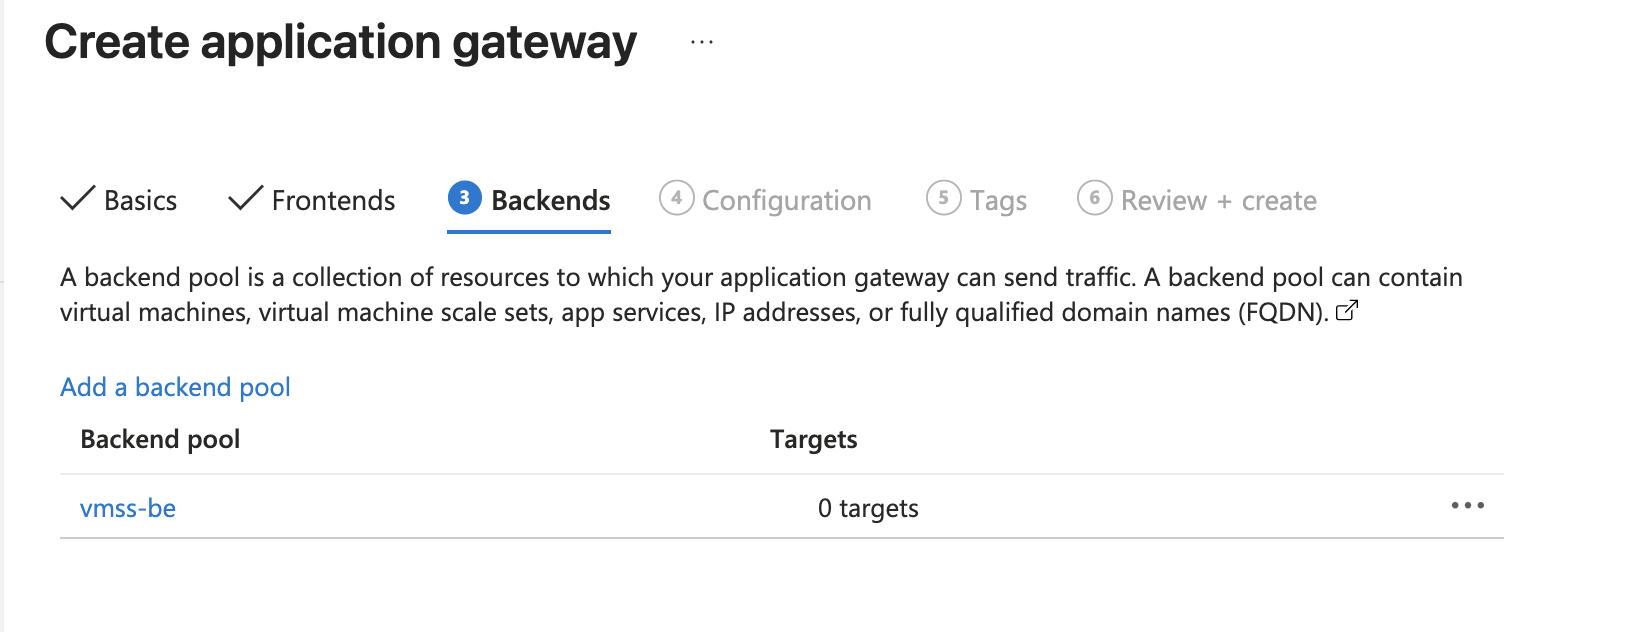 Create application gateway ...
Basics Frontends 3 Backends 4 Configuration 5 Tags 6 Review + create
A backend pool is a collection of resources to which your application gateway can send traffic. A backend pool can contain
virtual machines, virtual machine scale sets, app services, IP addresses, or fully qualified domain names (FQDN).
Add a backend pool
Backend pool Targets
vmss-be 0 targets